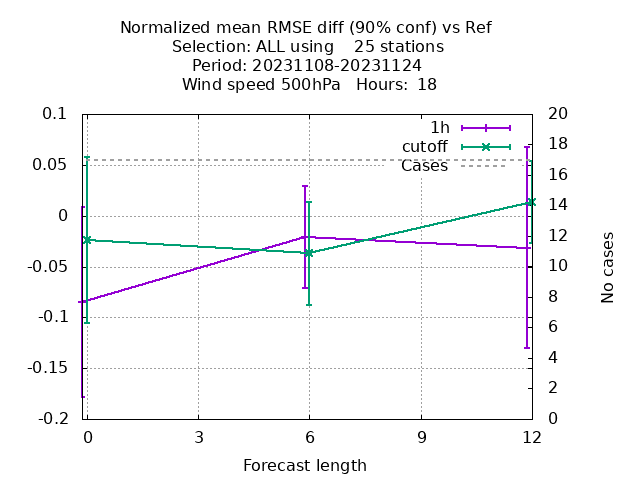 Normalized mean RMSE diff (90% conf) vs Ref
Selection: ALL using    25 stations
Period: 20231108-20231124
Wind speed 500hPa   Hours:  18
0.1
0.05
0
-0.05
-0.1
-0.15
-0.2
1h
cutoff
Cases
20
18
16
14
12
10
8
6
4
2
0
No cases
0
3
6
9
12
Forecast length